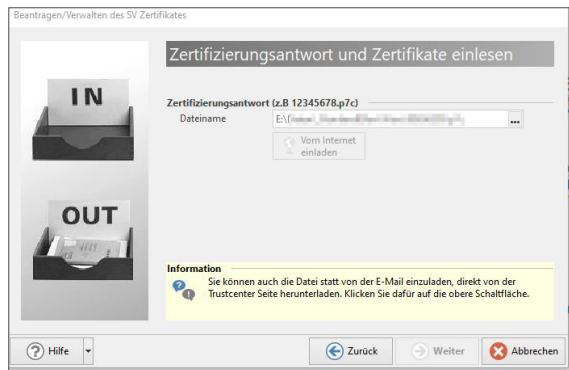 Beantragen/Verwalten des SV Zertifikates
Zertifizierungsantwort und Zertifikate einlesen
IN
Zertifizierungsantwort (z.B 12345678.p7c)
Dateiname
E:\
...
Vom Internet
einladen
OUT
Information
Sie können auch die Datei statt von der E-Mail einzuladen, direkt von der
Trustcenter Seite herunterladen. Klicken Sie dafür auf die obere Schaltfläche.
Hilfe
Zurück
Weiter
Abbrechen